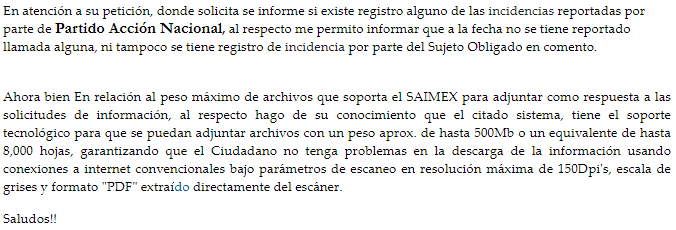 En atención a su petición, donde solicita se informe si existe registro alguno de las incidencias reportadas por
parte de Partido Acción Nacional, al respecto me permito informar que a la fecha no se tiene reportado
llamada alguna, ni tampoco se tiene registro de incidencia por parte del Sujeto Obligado en comento.
Ahora bien En relación al peso máximo de archivos que soporta el SAIMEX para adjuntar como respuesta a las
solicitudes de información, al respecto hago de su conocimiento que el citado sistema, tiene el soporte
tecnológico para que se puedan adjuntar archivos con un peso aprox. de hasta 500Mb o un equivalente de hasta
8,000 hojas, garantizando que el Ciudadano no tenga problemas en la descarga de la información usando
conexiones a internet convencionales bajo parámetros de escaneo en resolución máxima de 150Dpi's, escala de
grises y formato "PDF" extraído directamente del escáner.
Saludos!!